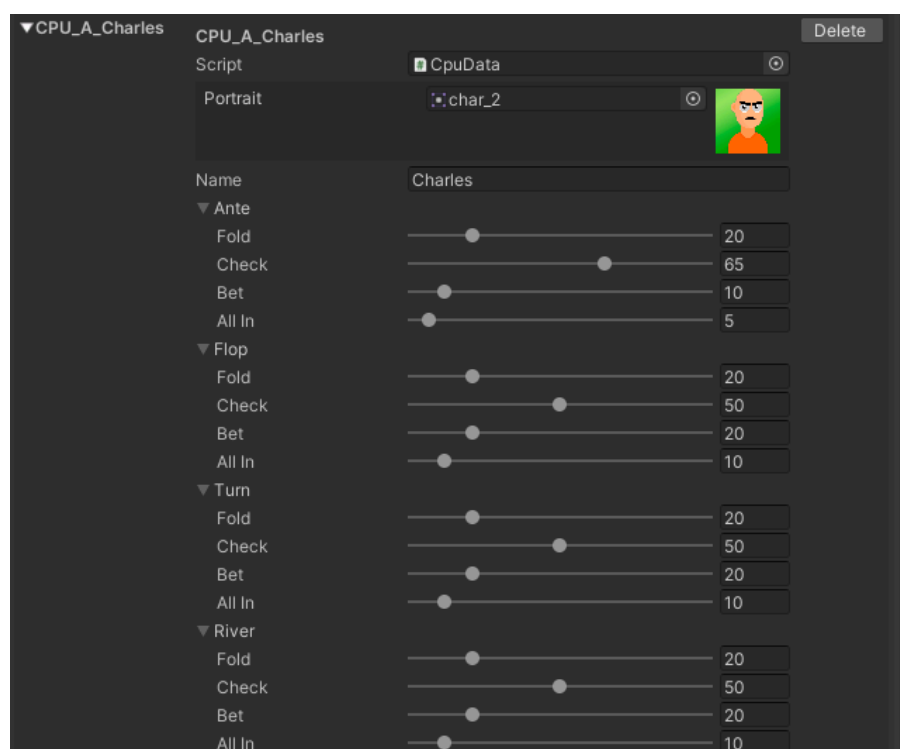 CPU_A_Charles
CPU_A_Charles
Delete
Script
CpuData
Portrait
char_2
Name
Charles
Ante
Fold 20
Check 65
Bet 10
All In 5
Flop
Fold 20
Check 50
Bet 20
All In 10
Turn
Fold 20
Check 50
Bet 20
All In 10
River
Fold 20
Check 50
Bet 20
All In 10